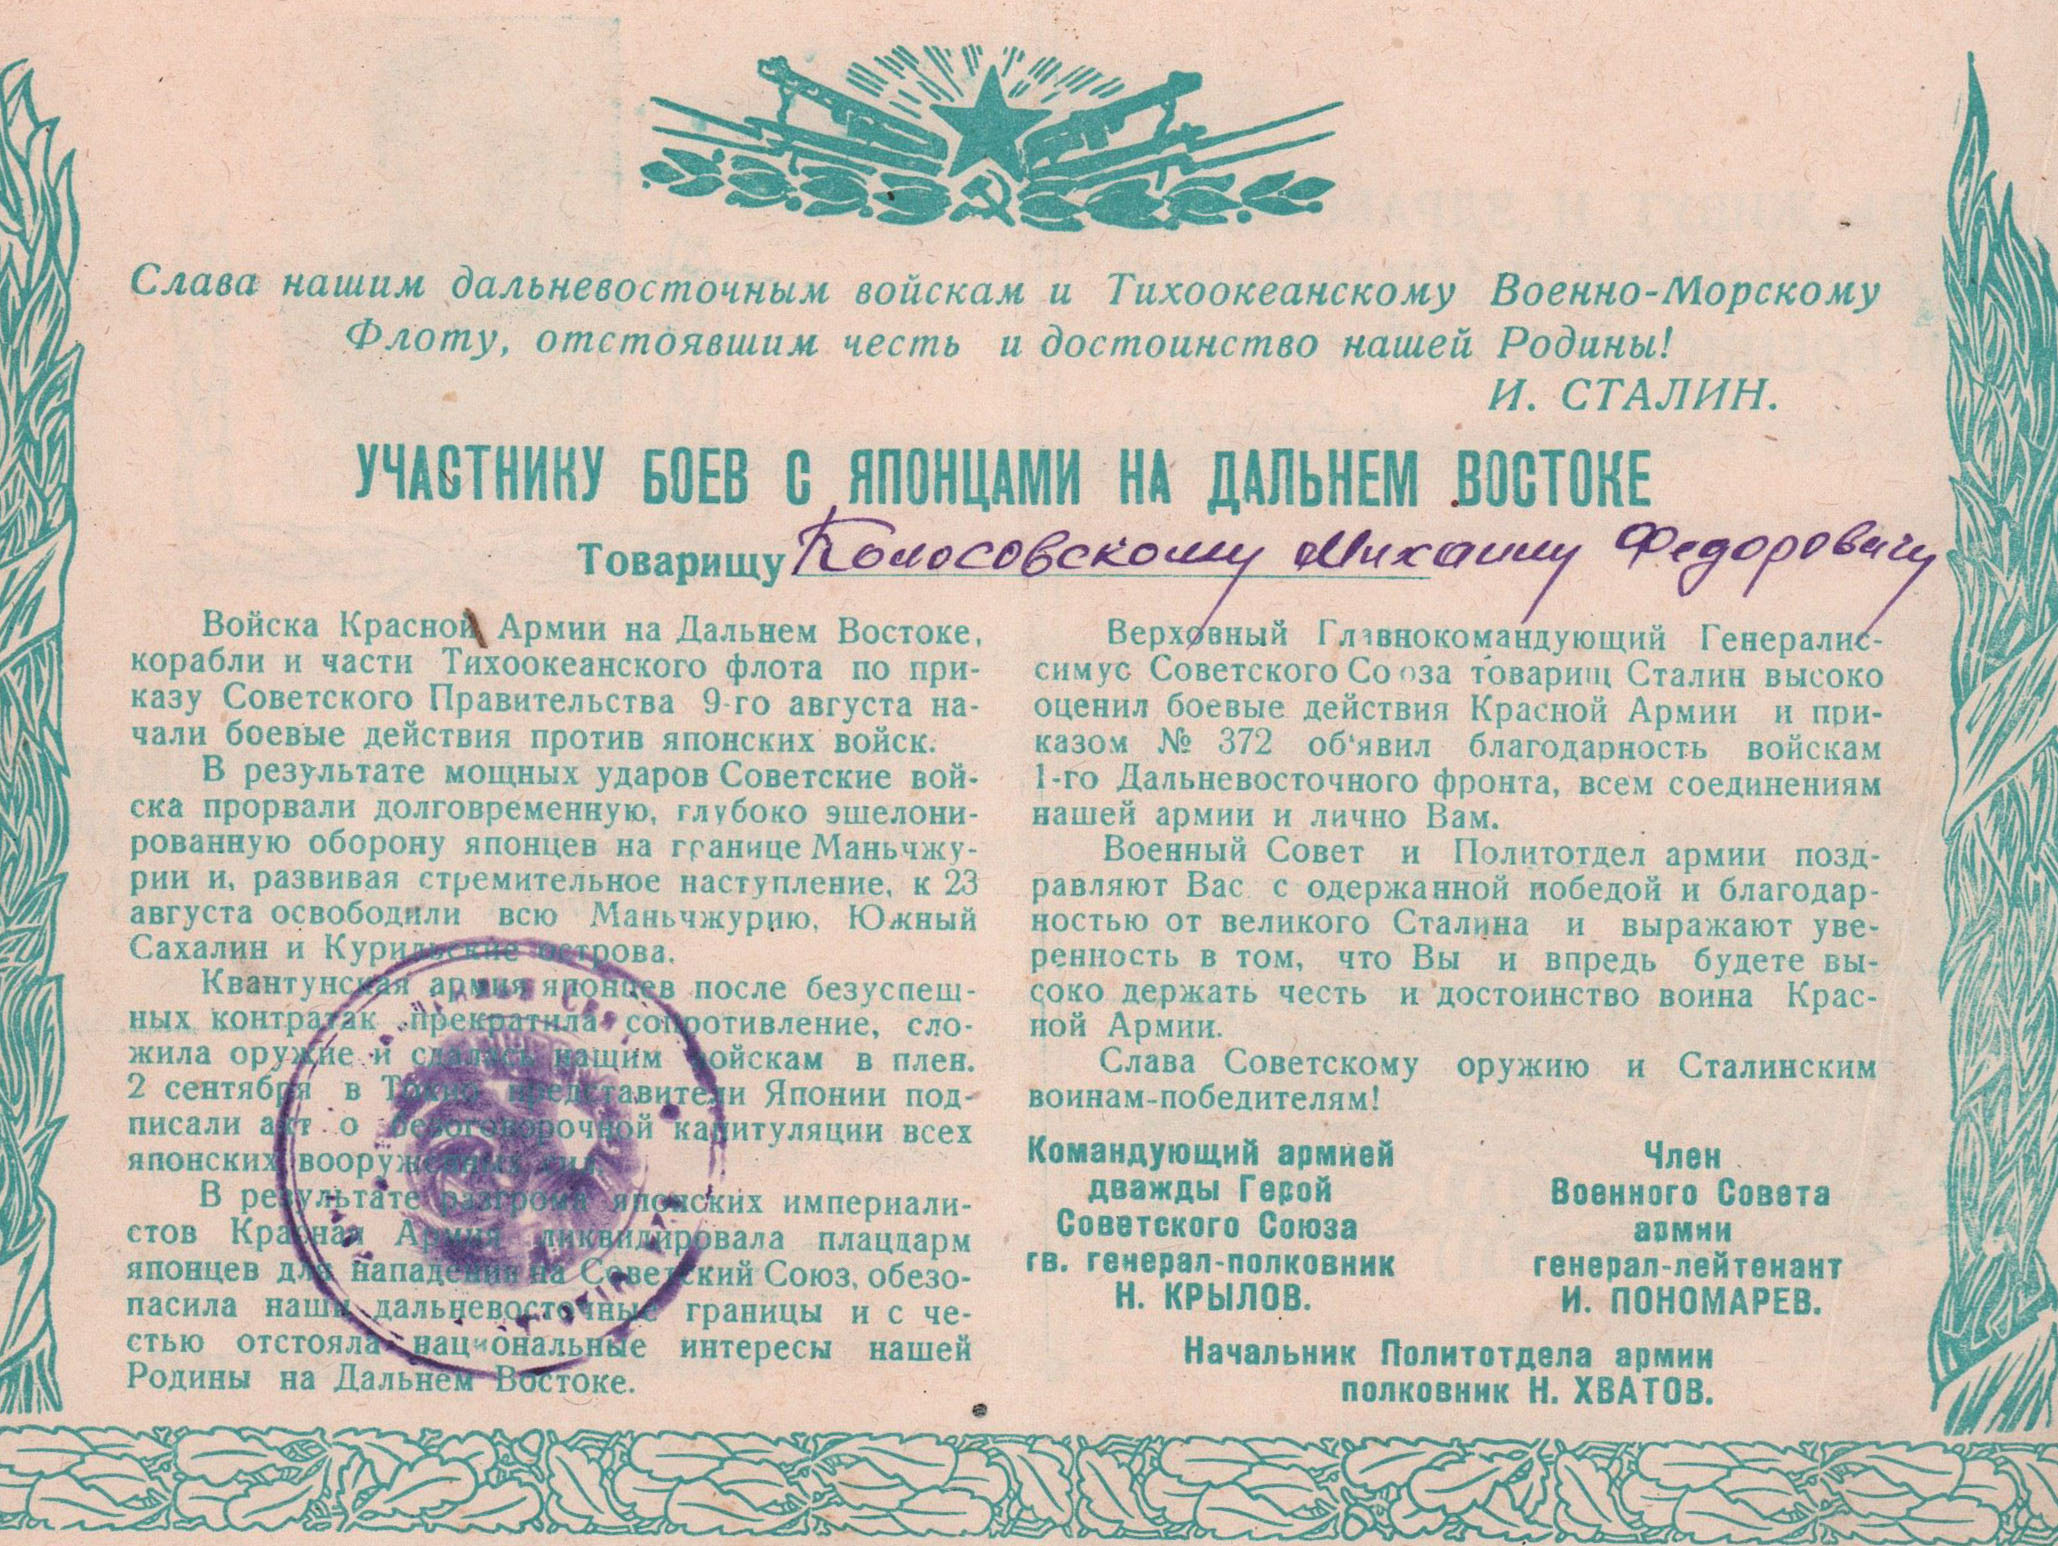 Слава нашим дальневосточным войскам и Тихоокеанскому Военно-Морскому
Флоту, отстоявшим честь и достоинство нашей Родины!
И. СТАЛИН.
УЧАСТНИКУ БОЕВ С ЯПОНЦАМИ НА ДАЛЬНЕМ ВОСТОКЕ
Товарищу Колосовскому Михаилу Федоровичу
Войска Красной Армии на Дальнем Востоке,
корабли и части Тихоокеанского флота по при-
казу Советского Правительства 9-го августа на-
чали боевые действия против японских войск.
В результате мощных ударов Советские вой-
ска прорвали долговременную, глубоко эшелони-
рованную оборону японцев на границе Маньчжу-
рии и, развивая стремительное наступление, к 23
августа освободили всю Маньчжурию, Южный
Сахалин и Курильские острова.
Квантунская армия японцев после безуспеш-
ных контратак прекратила сопротивление, сло-
жила оружие и сдалась нашим войскам в плен.
2 сентября в Токио представители Японии под-
писали акт о безоговорочной капитуляции всех
японских вооруженных сил.
В результате разгрома японских империали-
стов Красная Армия ликвидировала плацдарм
японцев для нападения на Советский Союз, обезо-
пасила наши дальневосточные границы и с че-
стью отстояла национальные интересы нашей
Родины на Дальнем Востоке.
Верховный Главнокомандующий Генералис-
симус Советского Союза товарищ Сталин высоко
оценил боевые действия Красной Армии и при-
казом № 372 об'явил благодарность войскам
1-го Дальневосточного фронта, всем соединениям
нашей армии и лично Вам.
Военный Совет и Политотдел армии позд-
равляют Вас с одержанной победой и благодар-
ностью от великого Сталина и выражают уве-
ренность в том, что Вы и впредь будете вы-
соко держать честь и достоинство воина Крас-
ной Армии.
Слава Советскому оружию и Сталинским
воинам-победителям!
Командующий армией
дважды Герой
Советского Союза
гв. генерал-полковник
Н. КРЫЛОВ.
Член
Военного Совета
армии
генерал-лейтенант
И. ПОНОМАРЕВ.
Начальник Политотдела армии
полковник Н. ХВАТОВ.